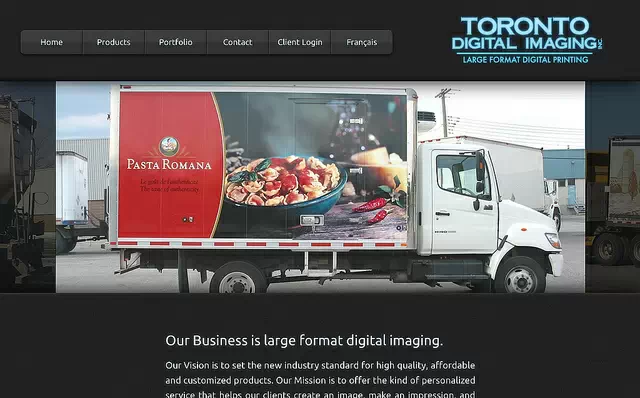 Home
Products
Portfolio
Contact
Client Login
Français
TORONTO
DIGITAL IMAGING INC
LARGE FORMAT DIGITAL PRINTING
PASTA ROMANA
Le goût de l'authenticité
The taste of authenticity
Our Business is large format digital imaging.
Our Vision is to set the new industry standard for high quality, affordable
and customized products. Our Mission is to offer the kind of personalized
service that helps our clients create an image, make an impression, and